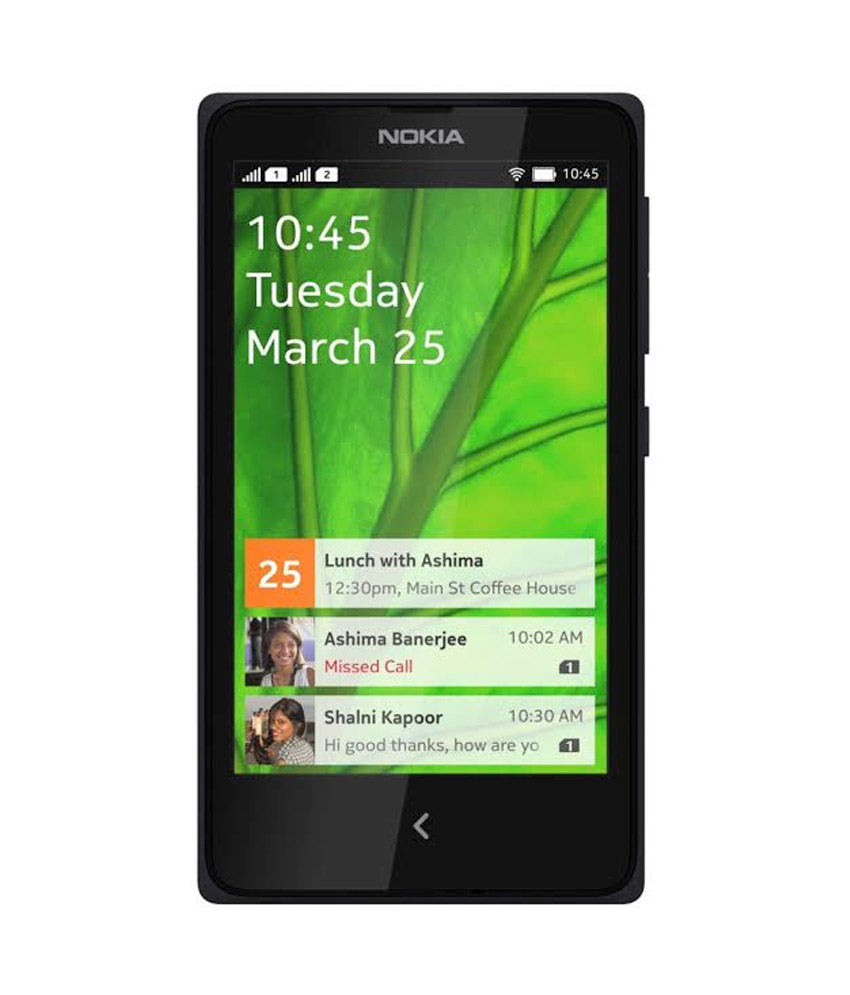 NOKIA
1 2 10:45
10:45
Tuesday
March 25
25
Lunch with Ashima
12:30pm, Main St Coffee House
Ashima Banerjee 10:02 AM
Missed Call 1
Shalni Kapoor 10:30 AM
Hi good thanks, how are yo 1